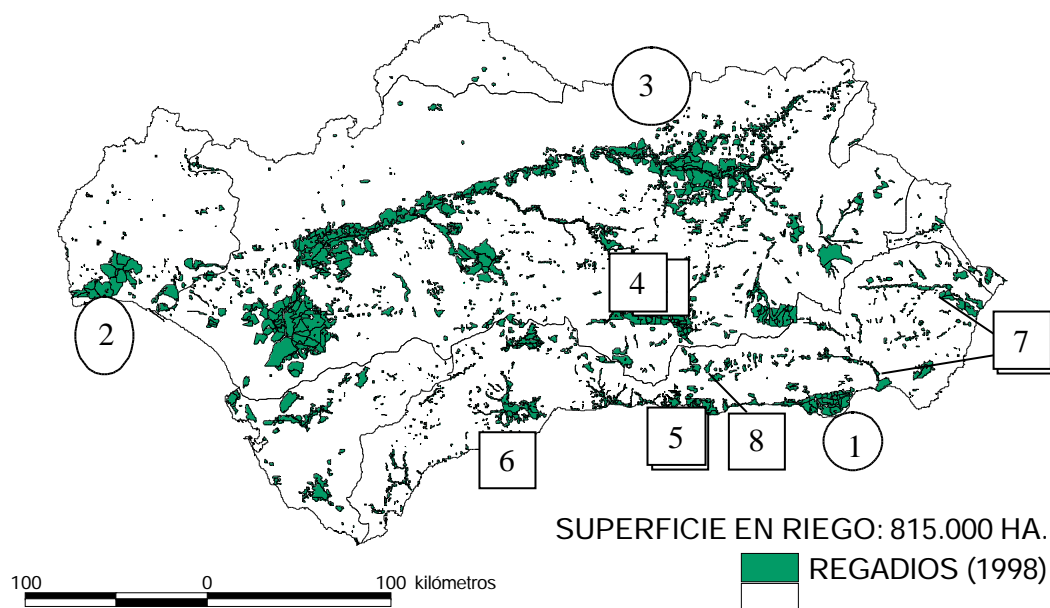 3
4
2
7
5
8
1
6
SUPERFICIE EN RIEGO: 815.000 HA.
REGADIOS (1998)
100 0 100 kilómetros